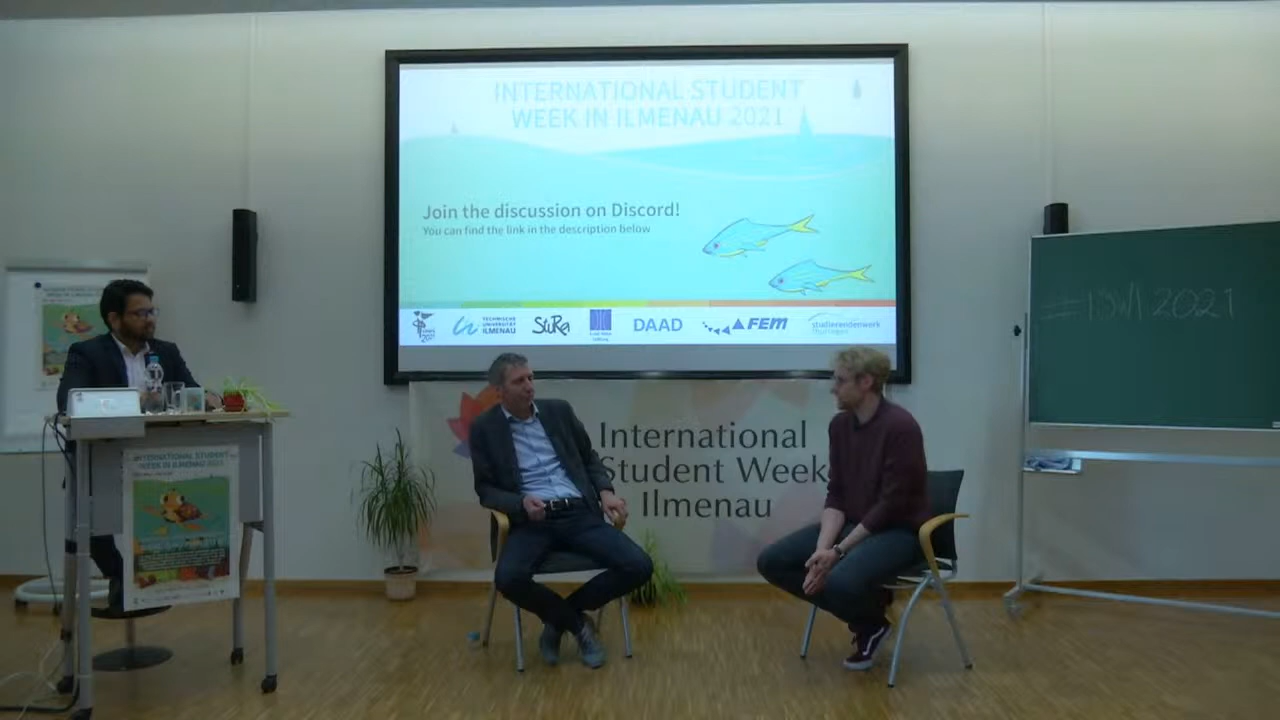 INTERNATIONAL STUDENT
WEEK IN ILMENAU 2021
Join the discussion on Discord!
You can find the link in the description below
TECHNISCHE
UNIVERSITÄT
ILMENAU
StuRa
DAAD
FEM
studierendenwerk
thüringen
#ISWI 2021
International
Student Week
Ilmenau
INTERNATIONAL STUDENT
WEEK IN ILMENAU 2021